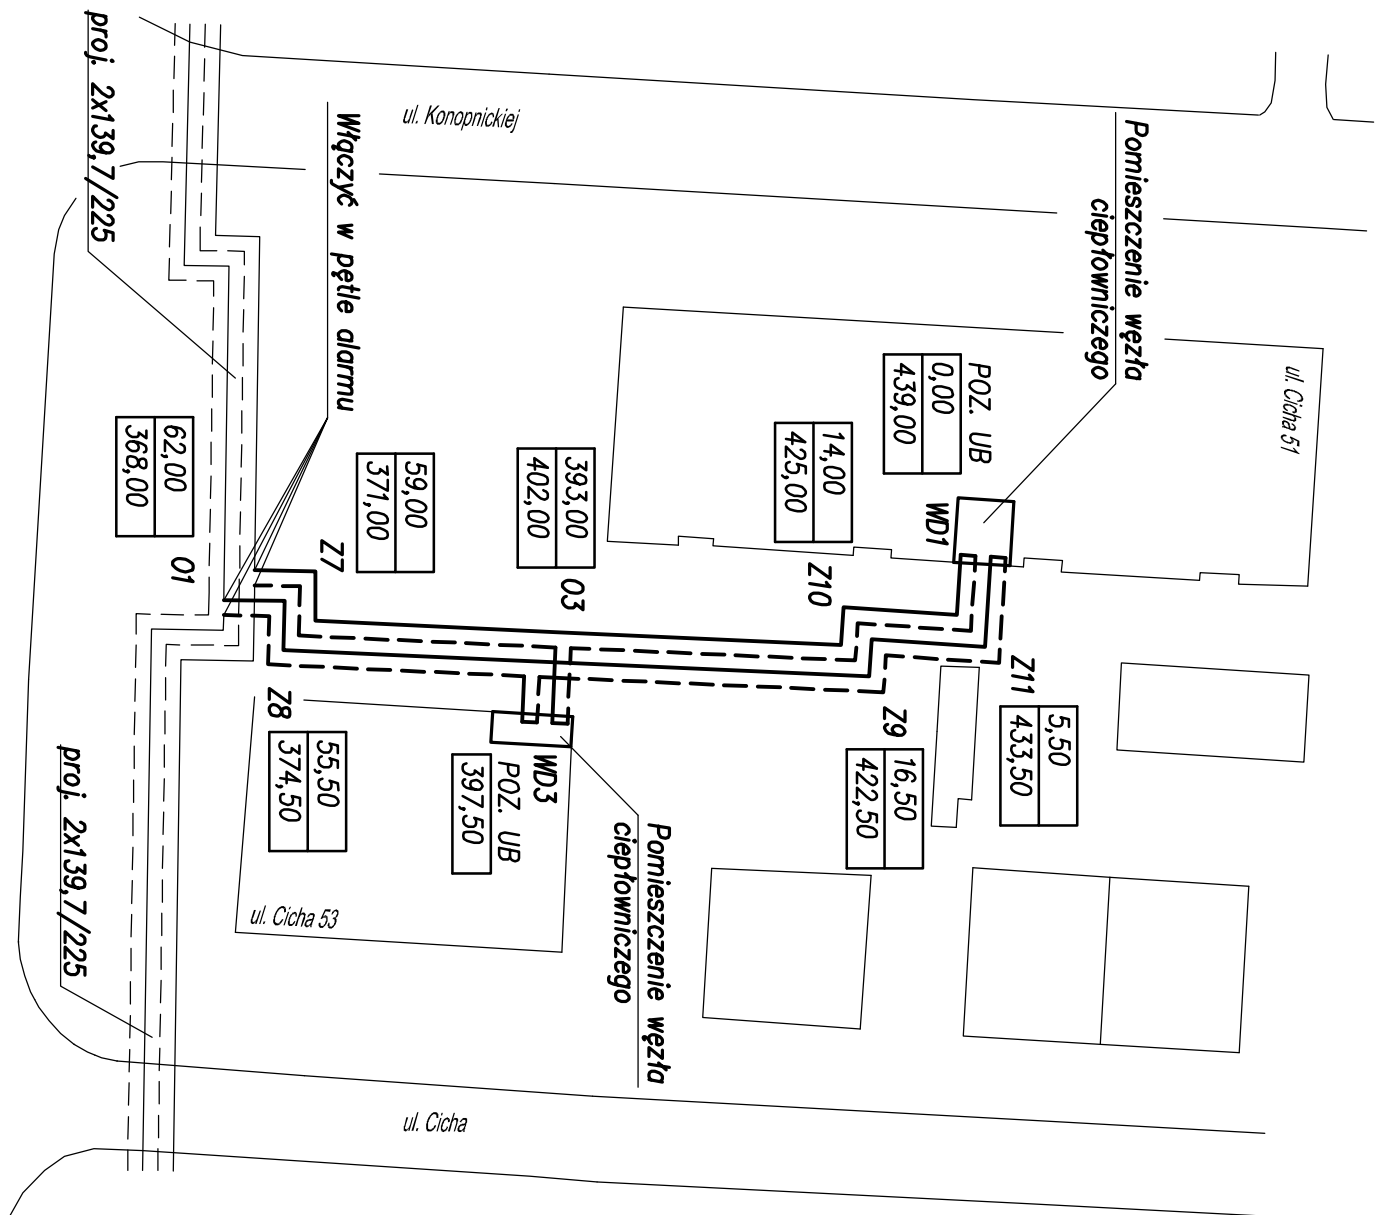 ul. Konopnickiej
proj. 2x139,7/225
Włączyć w pętle alarmu
Pomieszczenie węzła
ciepłowniczego
ul. Cicha 51
POZ. UB
0,00
439,00
WD1
14,00
425,00
Z10
393,00
402,00
O3
59,00
371,00
Z7
62,00
368,00
O1
Z11
5,50
433,50
Z9
16,50
422,50
Z8
55,50
374,50
WD3
POZ. UB
397,50
Pomieszczenie węzła
ciepłowniczego
ul. Cicha 53
proj. 2x139,7/225
ul. Cicha